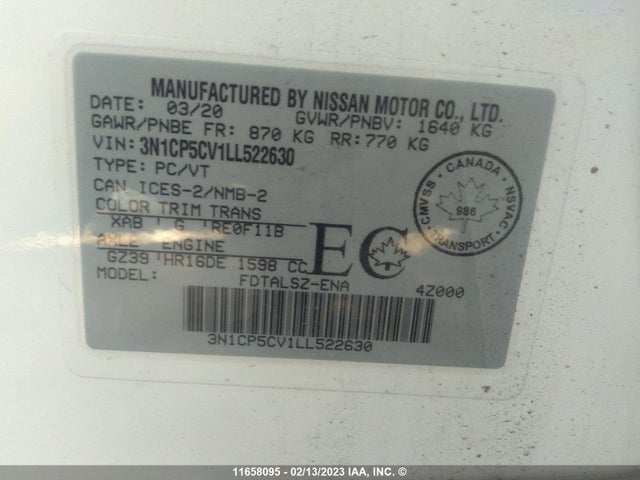 MANUFACTURED BY NISSAN MOTOR CO., LTD.
DATE: 03/20 GVWR/PNBV: 1640 KG
GAWR/PNBE FR: 870 KG RR: 770 KG
VIN: 3N1CP5CV1LL522630
TYPE: PC/VT
CAN ICES-2/NMB-2
COLOR TRIM TRANS
XAB G RE0F11B
AXLE ENGINE
GZ39 HR16DE 1598 CC
MODEL: FDTALSZ-ENA 4Z000
EC
CANADA
CMVSS
NSVAC
986
TRANSPORT
3N1CP5CV1LL522630
11658095 - 02/13/2023 IAA, INC. ©